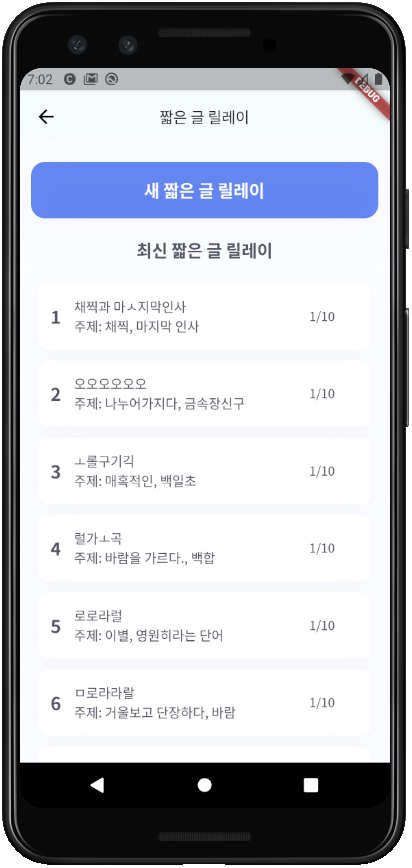 7:02
DEBUG
짧은 글 릴레이
새 짧은 글 릴레이
최신 짧은 글 릴레이
1
채찍과 마ㅅ지막인사
주제: 채찍, 마지막 인사
1/10
2
오오오오오오
주제: 나누어가지다, 금속장신구
1/10
3
ㅗ롤구기긱
주제: 매혹적인, 백일초
1/10
4
럴가ㅗ곡
주제: 바람을 가르다., 백합
1/10
5
로로라럴
주제: 이별, 영원히라는 단어
1/10
6
ㅁ로라라랄
주제: 거울보고 단장하다, 바람
1/10